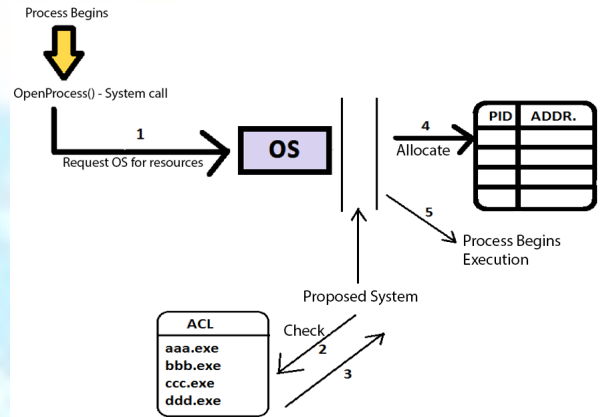 Process Begins
OpenProcess() - System call
1
Request OS for resources
OS
4
Allocate
PID ADDR.
5
Process Begins
Execution
Proposed System
Check
2
3
ACL
aaa.exe
bbb.exe
ccc.exe
ddd.exe